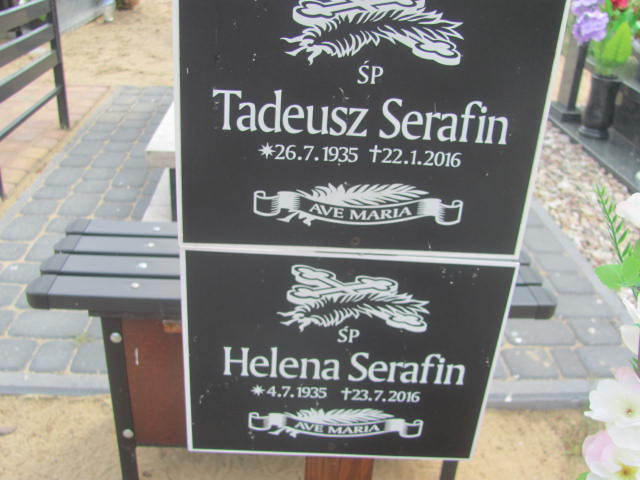 ŚP
Tadeusz Serafin
✴26.7.1935 ✝22.1.2016
AVE MARIA
ŚP
Helena Serafin
✴4.7.1935 ✝23.7.2016
AVE MARIA